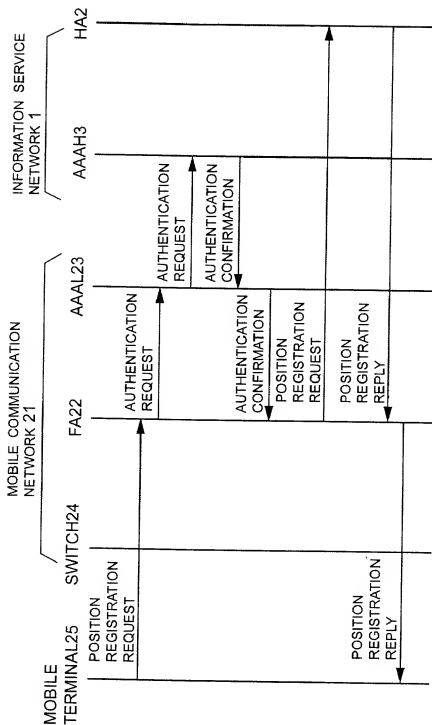 MOBILE COMMUNICATION
NETWORK 21
INFORMATION SERVICE
NETWORK 1
MOBILE
TERMINAL25
SWITCH24
FA22
AAAL23
AAAH3
HA2
POSITION
REGISTRATION
REQUEST
AUTHENTICATION
REQUEST
AUTHENTICATION
REQUEST
AUTHENTICATION
CONFIRMATION
AUTHENTICATION
CONFIRMATION
POSITION
REGISTRATION
REQUEST
POSITION
REGISTRATION
REPLY
POSITION
REGISTRATION
REPLY